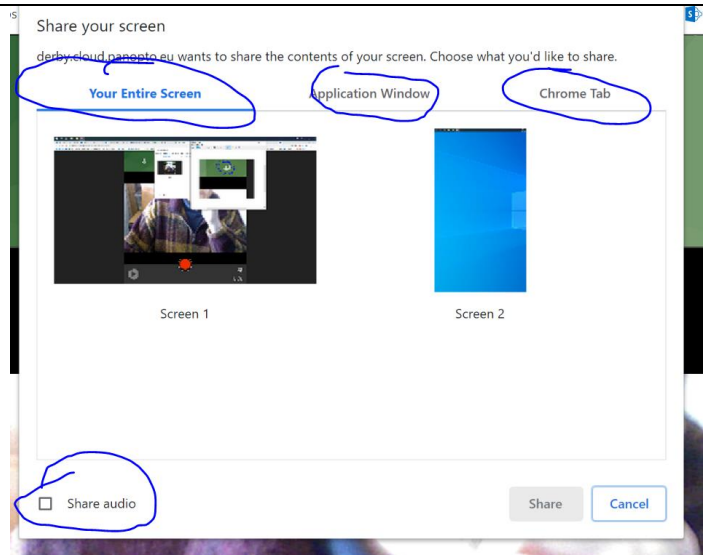 Share your screen
derby.cloud.panopto.eu wants to share the contents of your screen. Choose what you'd like to share.
Your Entire Screen Application Window Chrome Tab
Screen 1 Screen 2
Share audio Share Cancel